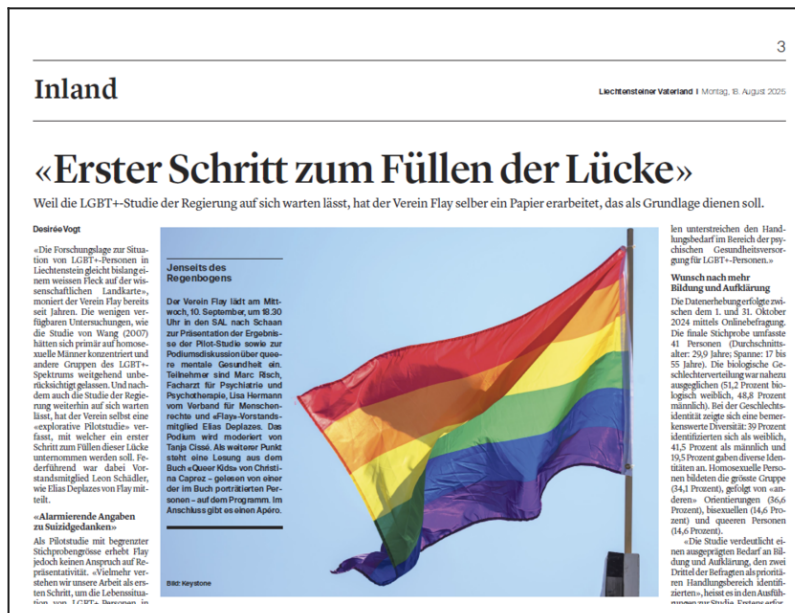 3
Inland
Liechtensteiner Vaterland I Montag, 18. August 2025
«Erster Schritt zum Füllen der Lücke»
Weil die LGBT+-Studie der Regierung auf sich warten lässt, hat der Verein Flay selber ein Papier erarbeitet, das als Grundlage dienen soll.
Desirée Vogt
«Die Forschungslage zur Situa-
tion von LGBT+-Personen in
Liechtenstein gleicht bislang ei-
nem weissen Fleck auf der wis-
senschaftlichen Landkarte»,
moniert der Verein Flay bereits
seit Jahren. Die wenigen ver-
fügbaren Untersuchungen, wie
die Studie von Wang (2007)
hätten sich primär auf homose-
xuelle Männer konzentriert und
andere Gruppen des LGBT+-
Spektrums weitgehend unbe-
rücksichtigt gelassen. Und nach-
dem auch die Studie der Regie-
rung weiterhin auf sich warten
lässt, hat der Verein selbst eine
«explorative Pilotstudie» ver-
fasst, mit welcher ein erster
Schritt zum Füllen dieser Lücke
unternommen werden soll. Fe-
derführend war dabei Vor-
standsmitglied Leon Schädler,
wie Elias Deplazes von Flay mit-
teilt.
«Alarmierende Angaben
zu Suizidgedanken»
Als Pilotstudie mit begrenzter
Stichprobengrösse erhebt Flay
jedoch keinen Anspruch auf Re-
präsentativität. «Vielmehr ver-
stehen wir unsere Arbeit als ers-
ten Schritt, um die Lebenssitua-
tion von LGBT+-Personen in
Jenseits des
Regenbogens
Der Verein Flay lädt am Mitt-
woch, 10. September, um 18.30
Uhr in den SAL nach Schaan
zur Präsentation der Ergebnis-
se der Pilot-Studie sowie zur
Podiumsdiskussion über quee-
re mentale Gesundheit ein.
Teilnehmer sind Marc Risch,
Facharzt für Psychiatrie und
Psychotherapie, Lisa Hermann
vom Verband für Menschen-
rechte und «Flay»-Vorstands-
mitglied Elias Deplazes. Das
Podium wird moderiert von
Tanja Cissé. Als weiterer Punkt
steht eine Lesung aus dem
Buch «Queer Kids» von Christi-
na Caprez – gelesen von einer
der im Buch porträtierten Per-
sonen – auf dem Programm. Im
Anschluss gibt es einen Apéro.
Bild: Keystone
len unterstreichen den Hand-
lungsbedarf im Bereich der psy-
chischen Gesundheitsversor-
gung für LGBT+-Personen.»
Wunsch nach mehr
Bildung und Aufklärung
Die Datenerhebung erfolgte zwi-
schen dem 1. und 31. Oktober
2024 mittels Onlinebefragung.
Die finale Stichprobe umfasste
41 Personen (Durchschnitts-
alter: 29,9 Jahre; Spanne: 17 bis
55 Jahre). Die biologische Ge-
schlechterverteilung war nahezu
ausgeglichen (51,2 Prozent bio-
logisch weiblich, 48,8 Prozent
männlich). Bei der Geschlechts-
identität zeigte sich eine bemer-
kenswerte Diversität: 39 Prozent
identifizierten sich als weiblich,
41,5 Prozent als männlich und
19,5 Prozent gaben diverse Iden-
titäten an. Homosexuelle Perso-
nen bildeten die grösste Gruppe
(34,1 Prozent), gefolgt von «an-
deren» Orientierungen (36,6
Prozent), bisexuellen (14,6 Pro-
zent) und queeren Personen
(14,6 Prozent).
«Die Studie verdeutlicht ei-
nen ausgeprägten Bedarf an Bil-
dung und Aufklärung, den zwei
Drittel der Befragten als prioritä-
ren Handlungsbereich identifi-
zierten», heisst es in den Ausfüh-
rungen zur Studie. Erstens erfor-